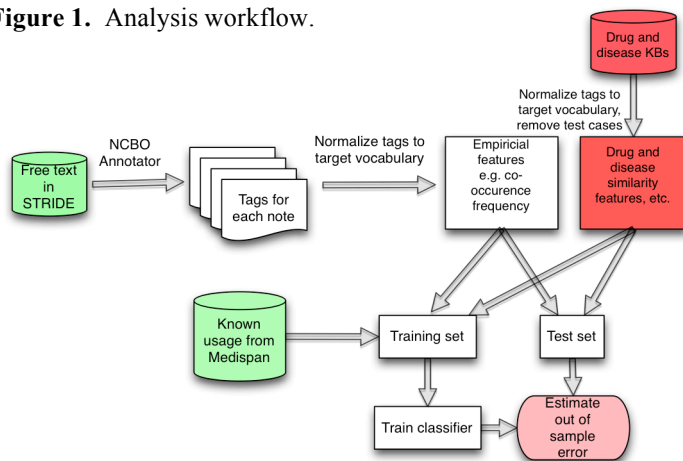 Figure 1. Analysis workflow.
Drug and
disease KBs
Normalize tags to
target vocabulary,
remove test cases
NCBO
Annotator
Normalize tags to
target vocabulary
Free text
in
STRIDE
Tags for
each note
Empiricial
features
e.g. co-
occurence
frequency
Drug and
disease
similarity
features, etc.
Known
usage from
Medispan
Training set
Test set
Train classifier
Estimate
out of
sample
error